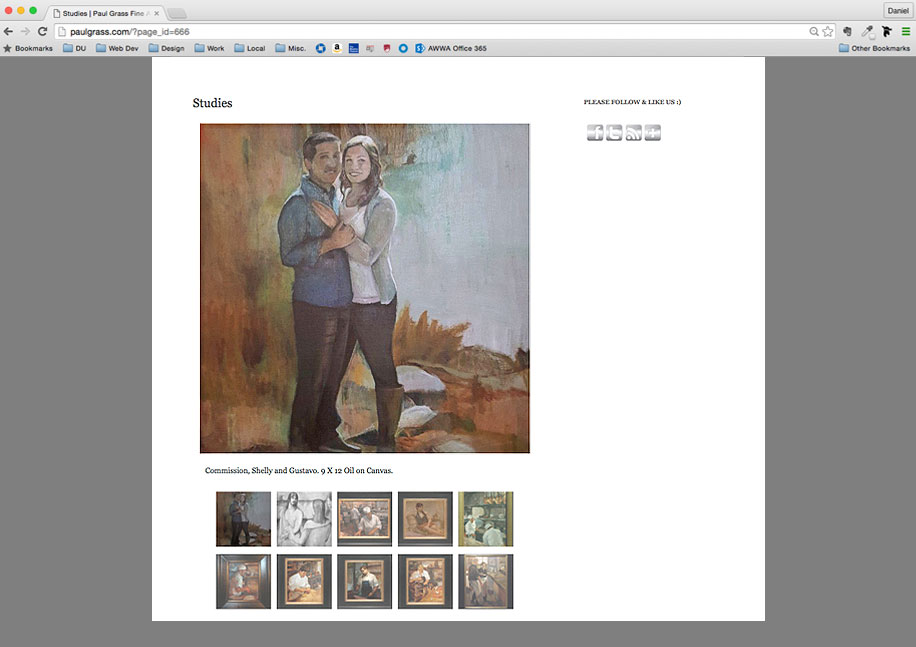 Studies | Paul Grass Fine A
Daniel
paulgrass.com/?page_id=666
Bookmarks DU Web Dev Design Work Local Misc. AWWA Office 365 Other Bookmarks
Studies
PLEASE FOLLOW & LIKE US :)
Commission, Shelly and Gustavo. 9 X 12 Oil on Canvas.